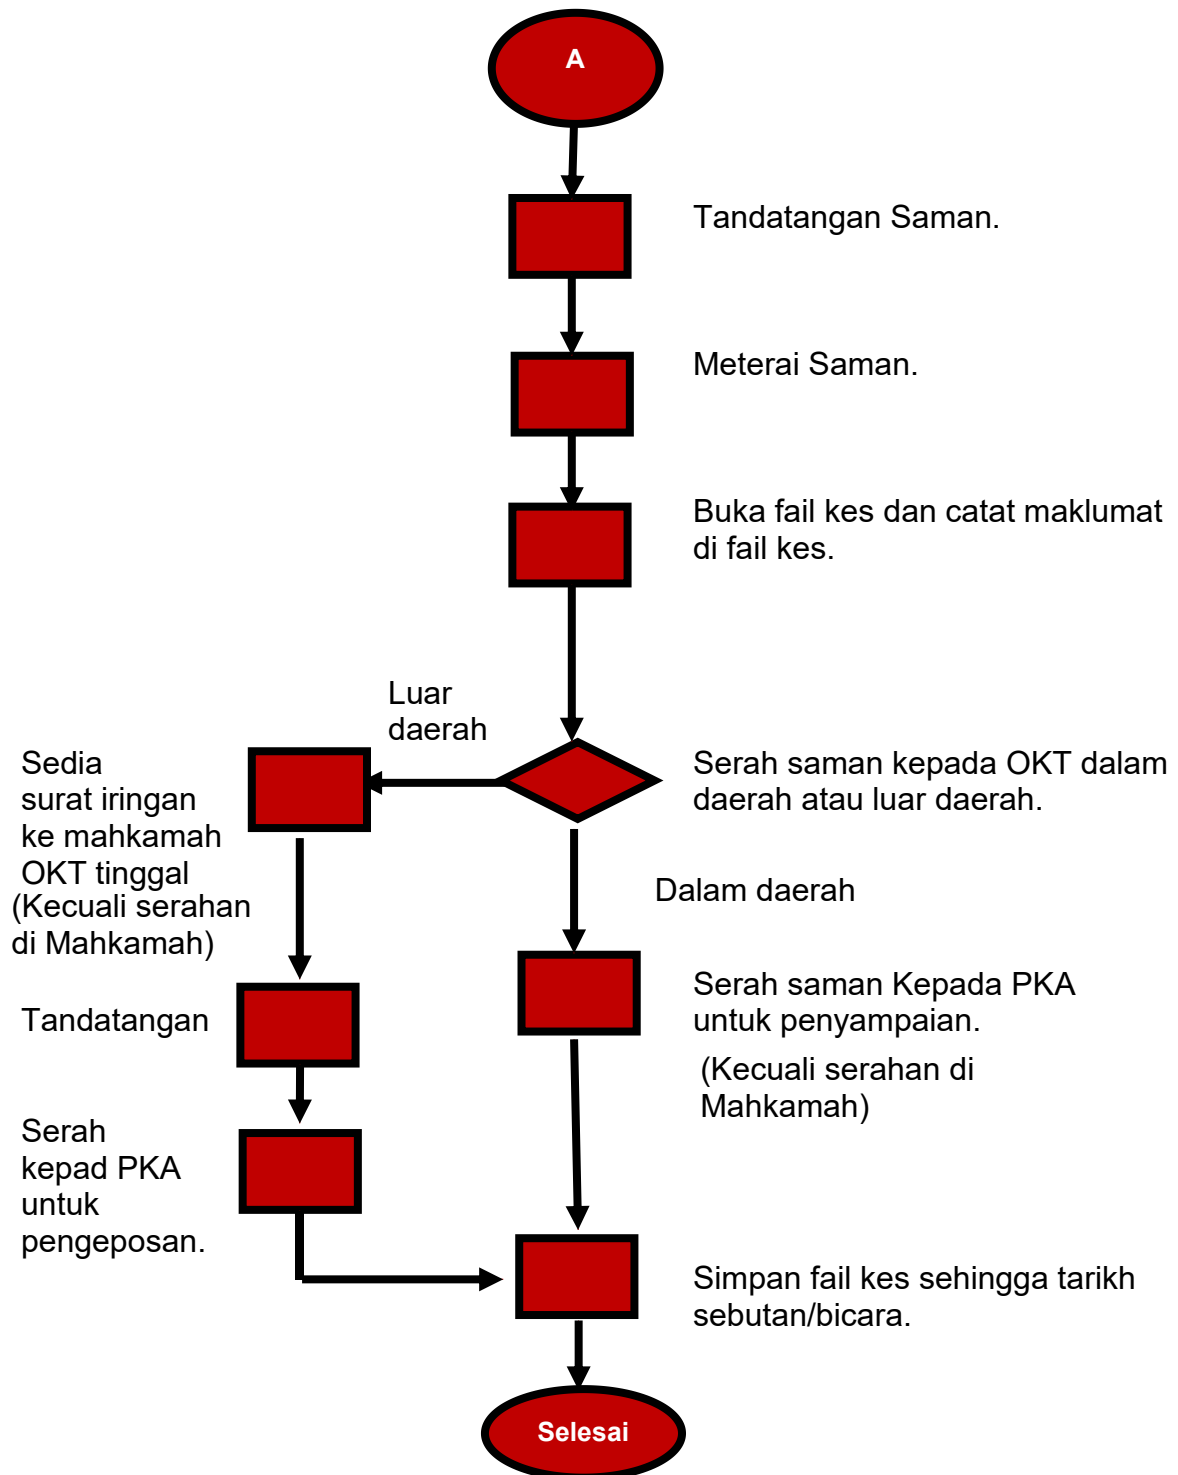 A
Tandatangan Saman.
Meterai Saman.
Buka fail kes dan catat maklumat
di fail kes.
Luar
daerah
Serah saman kepada OKT dalam
daerah atau luar daerah.
Sedia
surat iringan
ke mahkamah
OKT tinggal
(Kecuali serahan
di Mahkamah)
Dalam daerah
Serah saman Kepada PKA
untuk penyampaian.
(Kecuali serahan di
Mahkamah)
Tandatangan
Serah
kepad PKA
untuk
pengeposan.
Simpan fail kes sehingga tarikh
sebutan/bicara.
Selesai